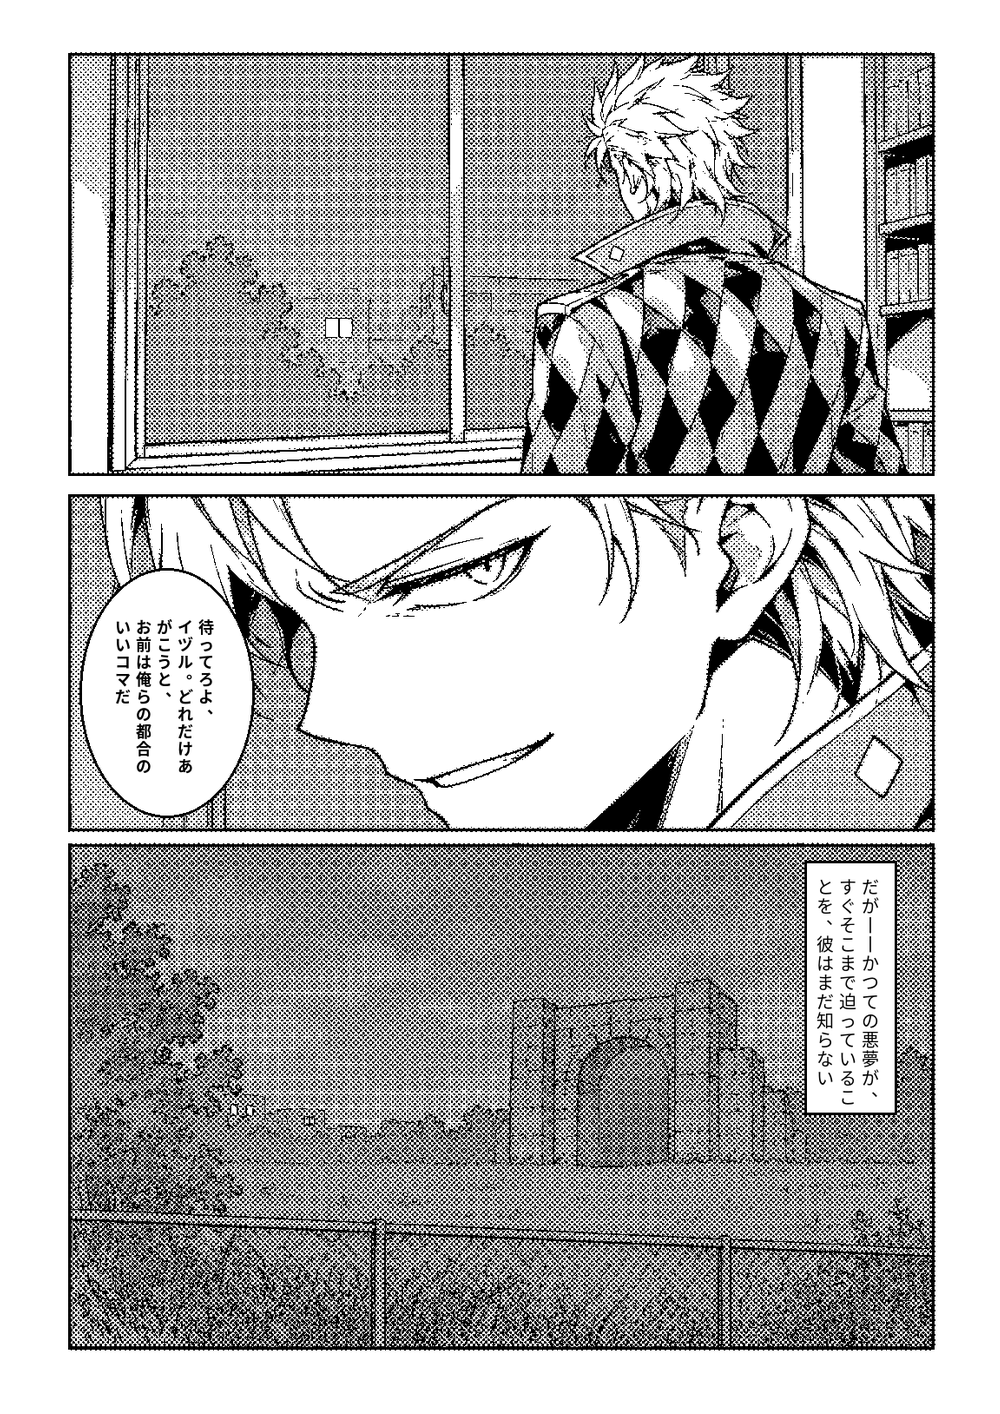 待ってろよ、
イヅル。どれだけあ
がこうと、
お前は俺らの都合の
いいコマだ
だが――かつての悪夢が、
すぐそこまで迫っているこ
とを、彼はまだ知らない